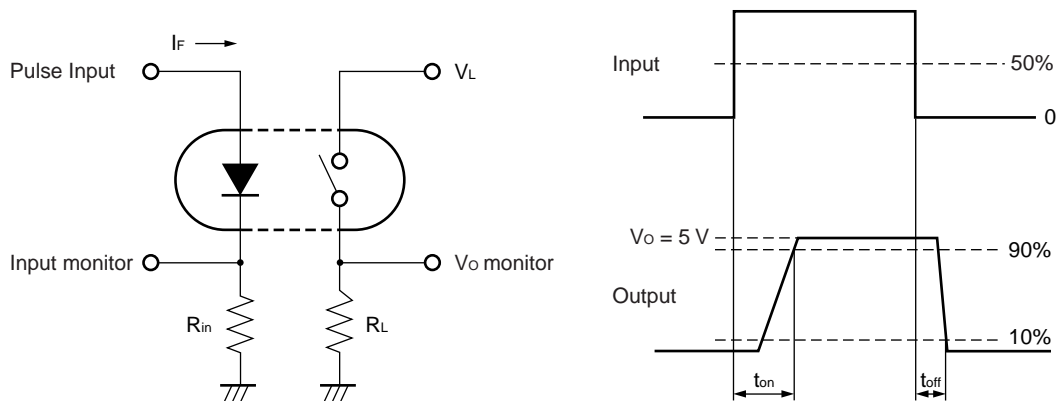 IF
Pulse Input
VL
Input monitor
VO monitor
Rin
RL
Input
50%
0
VO = 5 V
90%
Output
10%
ton
toff